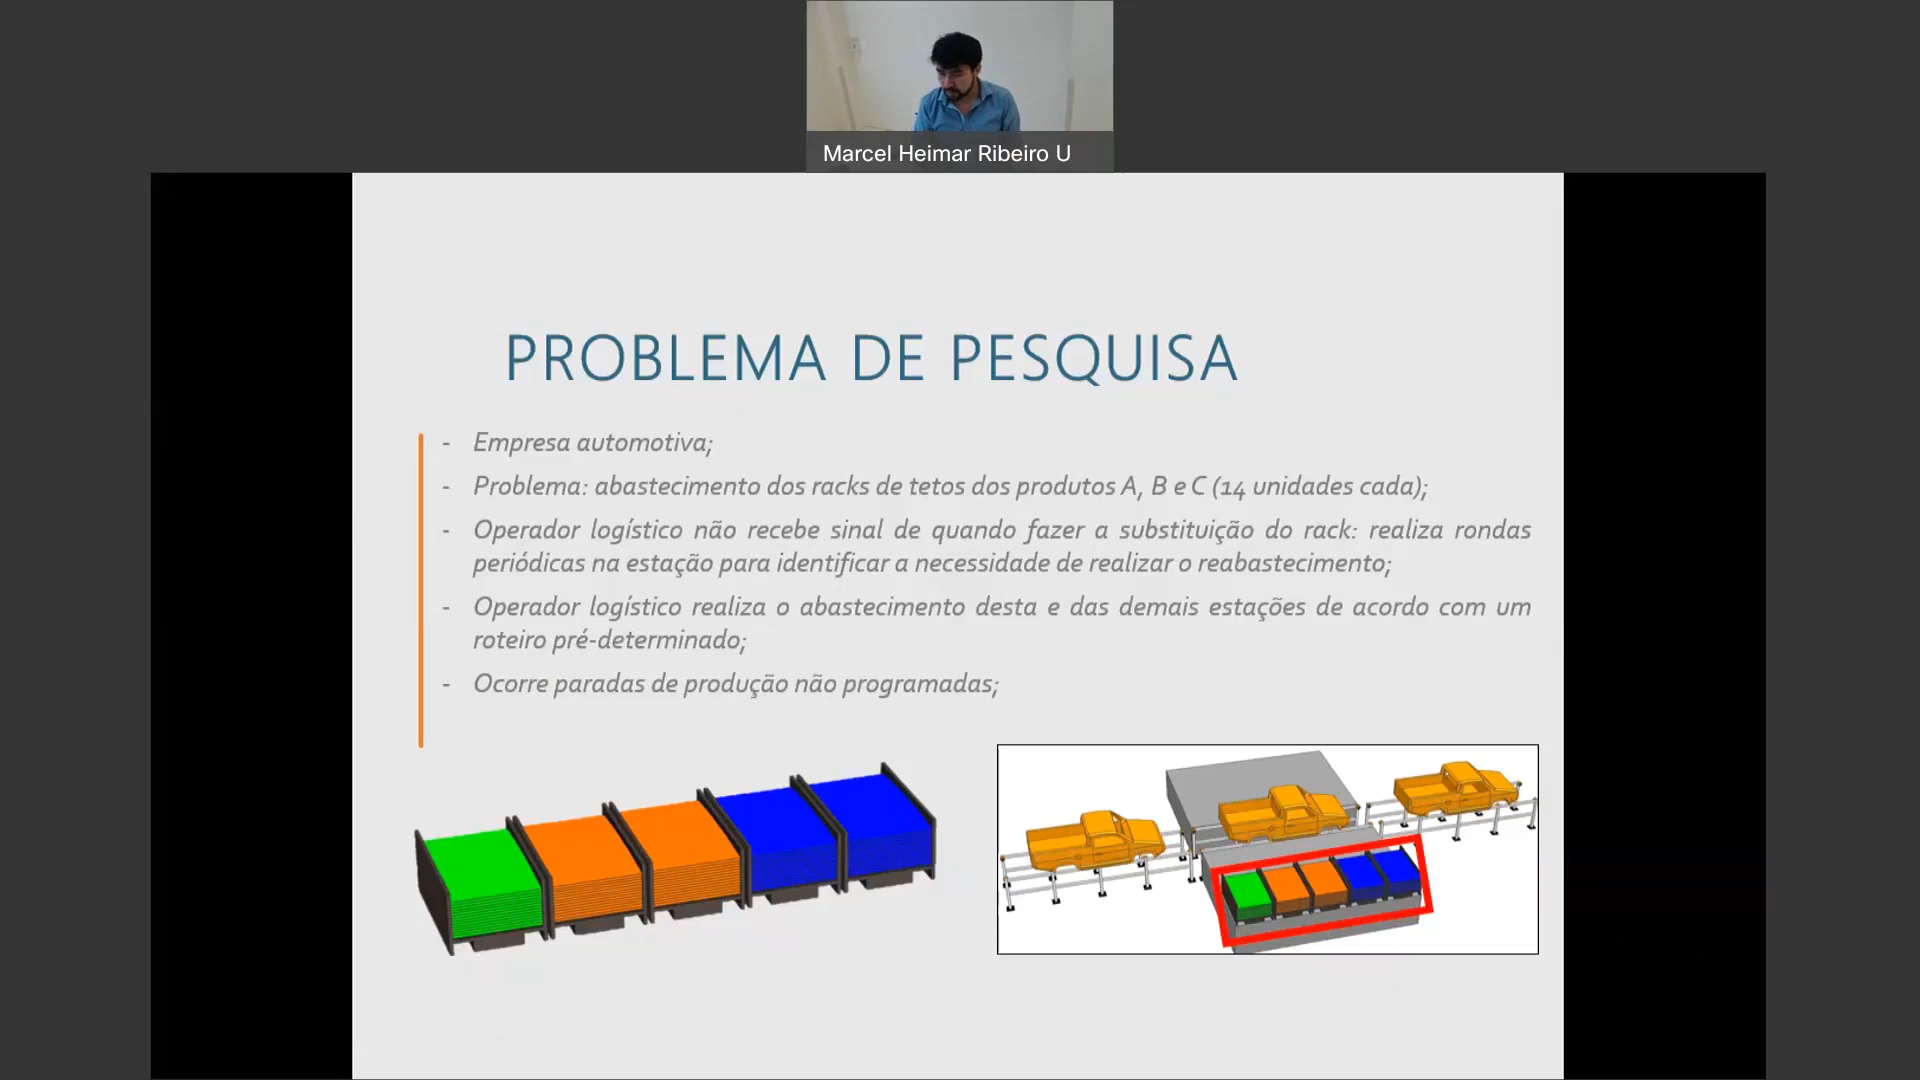 Marcel Heimar Ribeiro U
PROBLEMA DE PESQUISA
- Empresa automotiva;
- Problema: abastecimento dos racks de tetos dos produtos A, B e C (14 unidades cada);
- Operador logístico não recebe sinal de quando fazer a substituição do rack: realiza rondas
periódicas na estação para identificar a necessidade de realizar o reabastecimento;
- Operador logístico realiza o abastecimento desta e das demais estações de acordo com um
roteiro pré-determinado;
- Ocorre paradas de produção não programadas;